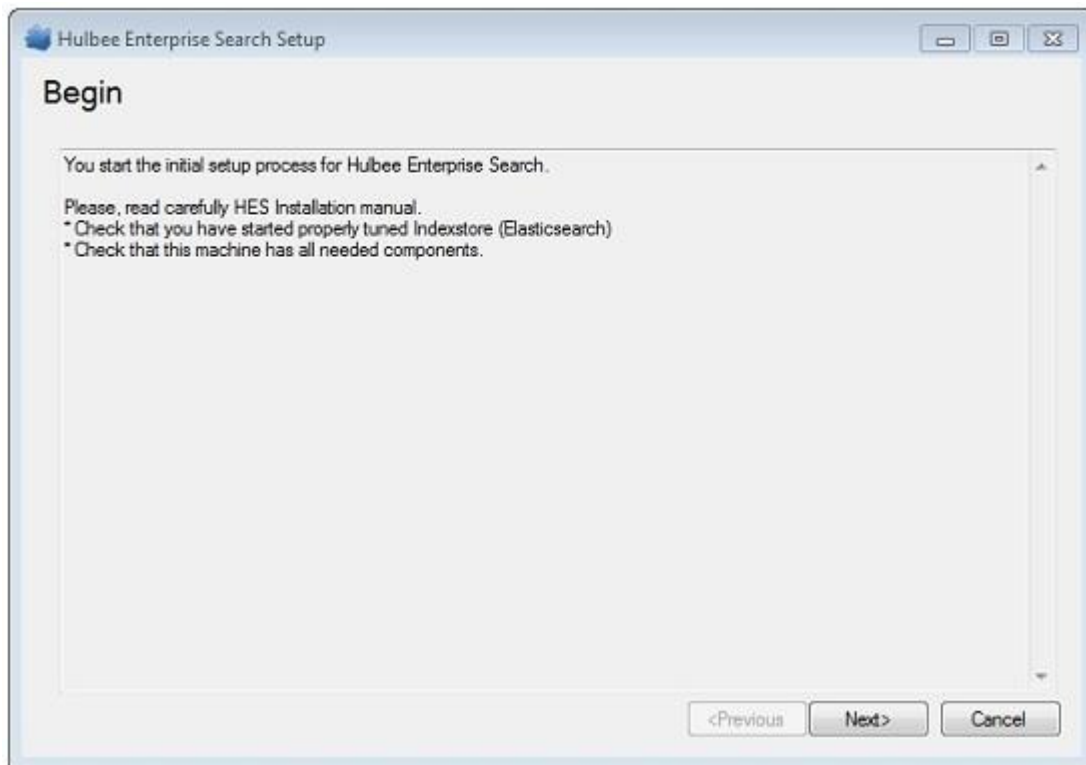 Hulbee Enterprise Search Setup
Begin
You start the initial setup process for Hulbee Enterprise Search.
Please, read carefully HES Installation manual.
* Check that you have started properly tuned Indexstore (Elasticsearch)
* Check that this machine has all needed components.
<Previous Next> Cancel